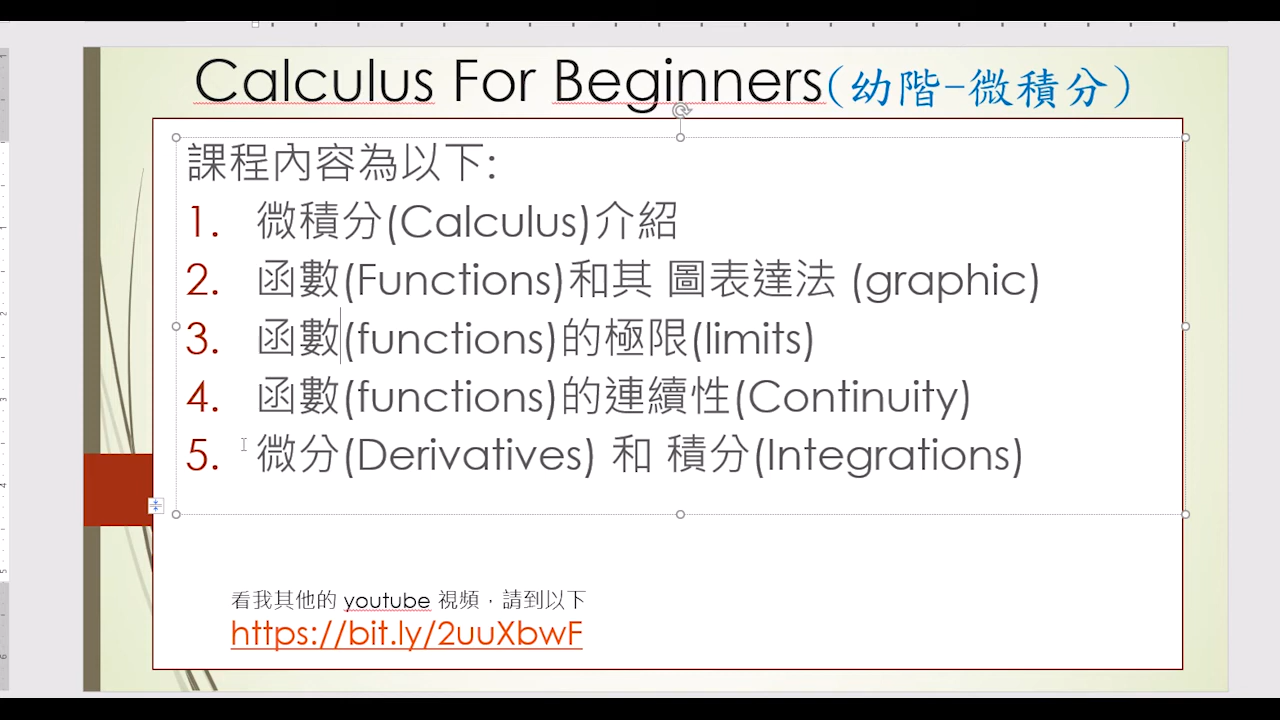 Calculus For Beginners(幼階-微積分)
課程內容為以下:
1. 微積分(Calculus)介紹
2. 函數(Functions)和其 圖表達法 (graphic)
3. 函數(functions)的極限(limits)
4. 函數(functions)的連續性(Continuity)
5. 微分(Derivatives) 和 積分(Integrations)
看我其他的 youtube 視頻，請到以下
https://bit.ly/2uuXbwF